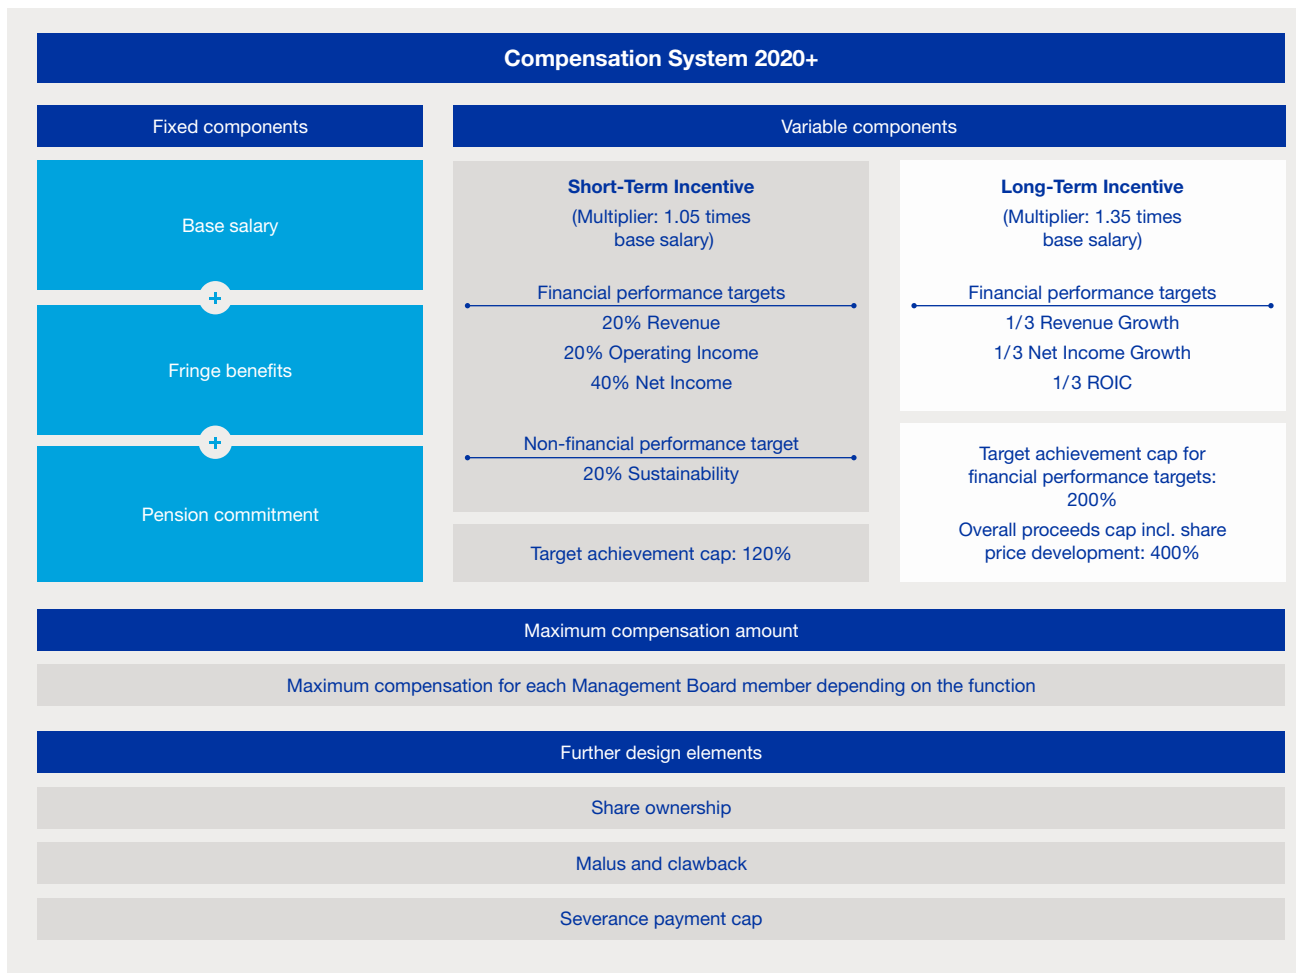 Compensation System 2020+
Fixed components
Base salary
+
Fringe benefits
+
Pension commitment
Variable components
Short-Term Incentive
(Multiplier: 1.05 times
base salary)
Financial performance targets
20% Revenue
20% Operating Income
40% Net Income
Non-financial performance target
20% Sustainability
Target achievement cap: 120%
Long-Term Incentive
(Multiplier: 1.35 times
base salary)
Financial performance targets
1/3 Revenue Growth
1/3 Net Income Growth
1/3 ROIC
Target achievement cap for
financial performance targets:
200%
Overall proceeds cap incl. share
price development: 400%
Maximum compensation amount
Maximum compensation for each Management Board member depending on the function
Further design elements
Share ownership
Malus and clawback
Severance payment cap